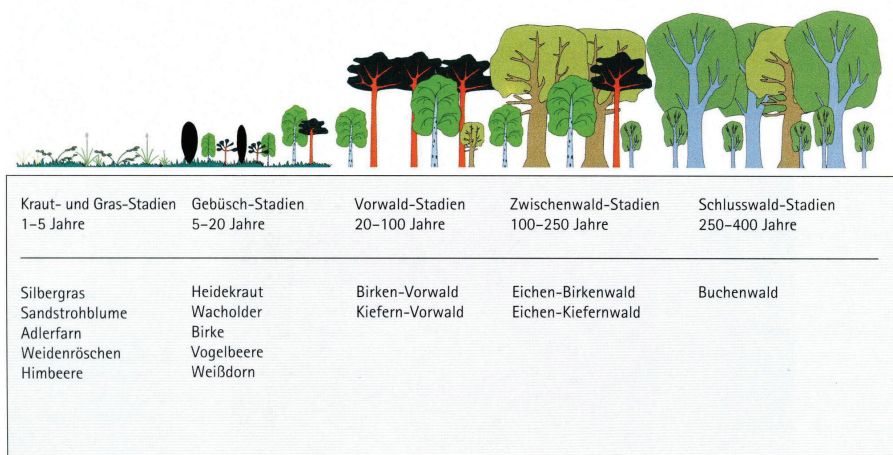 Kraut- und Gras-Stadien
1–5 Jahre
Gebüsch-Stadien
5–20 Jahre
Vorwald-Stadien
20–100 Jahre
Zwischenwald-Stadien
100–250 Jahre
Schlusswald-Stadien
250–400 Jahre
Silbergras
Sandstrohblume
Adlerfarn
Weidenröschen
Himbeere
Heidekraut
Wacholder
Birke
Vogelbeere
Weißdorn
Birken-Vorwald
Kiefern-Vorwald
Eichen-Birkenwald
Eichen-Kiefernwald
Buchenwald